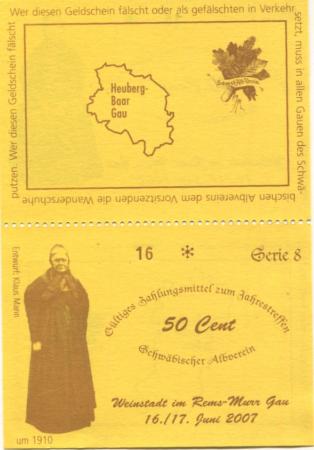 Wer diesen Geldschein fälscht oder als gefälschten in Verkehr
setzt, muss in allen Gauen des Schwä-
bischen Albvereins dem Vorsitzenden die Wanderschuhe
putzen. Wer diesen Geldschein fälscht
Heuberg-
Baar
Gau
16 * Serie 8
Entwurf: Klaus Mann
Gültiges Zahlungsmittel zum Jahrestreffen
50 Cent
Schwäbischer Albverein
Weinstadt im Rems-Murr Gau
16./17. Juni 2007
um 1910